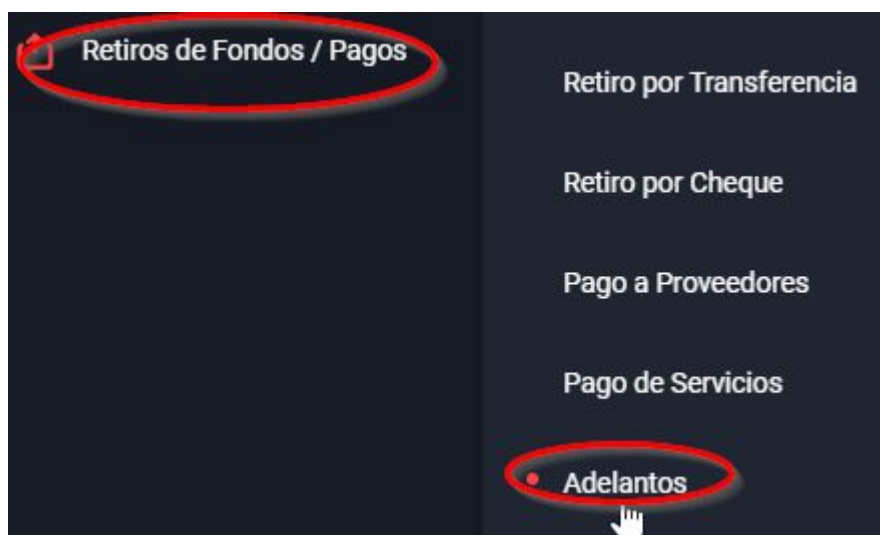 Retiros de Fondos / Pagos
Retiro por Transferencia
Retiro por Cheque
Pago a Proveedores
Pago de Servicios
Adelantos